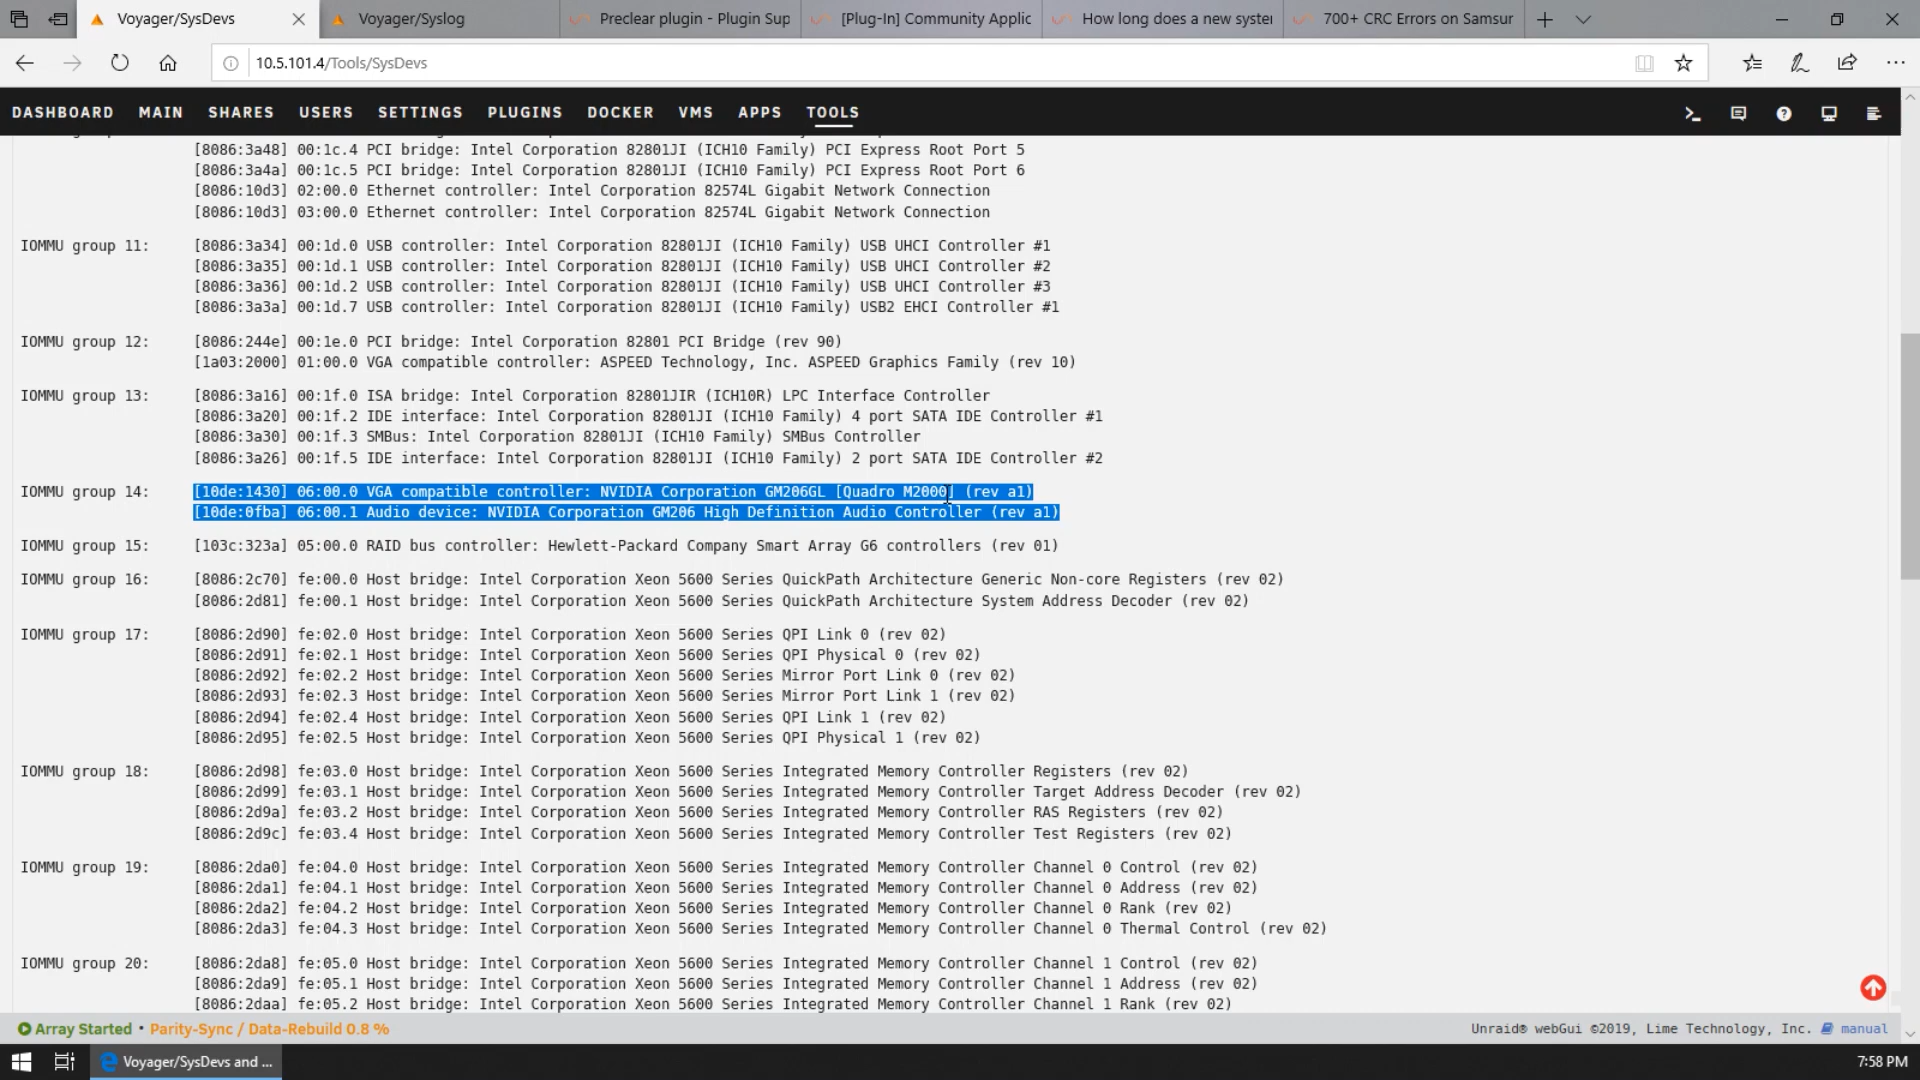 Voyager/SysDevs
Voyager/Syslog
Preclear plugin - Plugin Sup
[Plug-In] Community Applic
How long does a new syster
700+ CRC Errors on Samsur
10.5.101.4/Tools/SysDevs
DASHBOARD MAIN SHARES USERS SETTINGS PLUGINS DOCKER VMS APPS TOOLS
[8086:3a48] 00:1c.4 PCI bridge: Intel Corporation 82801JI (ICH10 Family) PCI Express Root Port 5
[8086:3a4a] 00:1c.5 PCI bridge: Intel Corporation 82801JI (ICH10 Family) PCI Express Root Port 6
[8086:10d3] 02:00.0 Ethernet controller: Intel Corporation 82574L Gigabit Network Connection
[8086:10d3] 03:00.0 Ethernet controller: Intel Corporation 82574L Gigabit Network Connection
IOMMU group 11: [8086:3a34] 00:1d.0 USB controller: Intel Corporation 82801JI (ICH10 Family) USB UHCI Controller #1
[8086:3a35] 00:1d.1 USB controller: Intel Corporation 82801JI (ICH10 Family) USB UHCI Controller #2
[8086:3a36] 00:1d.2 USB controller: Intel Corporation 82801JI (ICH10 Family) USB UHCI Controller #3
[8086:3a3a] 00:1d.7 USB controller: Intel Corporation 82801JI (ICH10 Family) USB2 EHCI Controller #1
IOMMU group 12: [8086:244e] 00:1e.0 PCI bridge: Intel Corporation 82801 PCI Bridge (rev 90)
[1a03:2000] 01:00.0 VGA compatible controller: ASPEED Technology, Inc. ASPEED Graphics Family (rev 10)
IOMMU group 13: [8086:3a16] 00:1f.0 ISA bridge: Intel Corporation 82801JIR (ICH10R) LPC Interface Controller
[8086:3a20] 00:1f.2 IDE interface: Intel Corporation 82801JI (ICH10 Family) 4 port SATA IDE Controller #1
[8086:3a30] 00:1f.3 SMBus: Intel Corporation 82801JI (ICH10 Family) SMBus Controller
[8086:3a26] 00:1f.5 IDE interface: Intel Corporation 82801JI (ICH10 Family) 2 port SATA IDE Controller #2
IOMMU group 14: [10de:1430] 06:00.0 VGA compatible controller: NVIDIA Corporation GM206GL [Quadro M2000] (rev a1)
[10de:0fba] 06:00.1 Audio device: NVIDIA Corporation GM206 High Definition Audio Controller (rev a1)
IOMMU group 15: [103c:323a] 05:00.0 RAID bus controller: Hewlett-Packard Company Smart Array G6 controllers (rev 01)
IOMMU group 16: [8086:2c70] fe:00.0 Host bridge: Intel Corporation Xeon 5600 Series QuickPath Architecture Generic Non-core Registers (rev 02)
[8086:2d81] fe:00.1 Host bridge: Intel Corporation Xeon 5600 Series QuickPath Architecture System Address Decoder (rev 02)
IOMMU group 17: [8086:2d90] fe:02.0 Host bridge: Intel Corporation Xeon 5600 Series QPI Link 0 (rev 02)
[8086:2d91] fe:02.1 Host bridge: Intel Corporation Xeon 5600 Series QPI Physical 0 (rev 02)
[8086:2d92] fe:02.2 Host bridge: Intel Corporation Xeon 5600 Series Mirror Port Link 0 (rev 02)
[8086:2d93] fe:02.3 Host bridge: Intel Corporation Xeon 5600 Series Mirror Port Link 1 (rev 02)
[8086:2d94] fe:02.4 Host bridge: Intel Corporation Xeon 5600 Series QPI Link 1 (rev 02)
[8086:2d95] fe:02.5 Host bridge: Intel Corporation Xeon 5600 Series QPI Physical 1 (rev 02)
IOMMU group 18: [8086:2d98] fe:03.0 Host bridge: Intel Corporation Xeon 5600 Series Integrated Memory Controller Registers (rev 02)
[8086:2d99] fe:03.1 Host bridge: Intel Corporation Xeon 5600 Series Integrated Memory Controller Target Address Decoder (rev 02)
[8086:2d9a] fe:03.2 Host bridge: Intel Corporation Xeon 5600 Series Integrated Memory Controller RAS Registers (rev 02)
[8086:2d9c] fe:03.4 Host bridge: Intel Corporation Xeon 5600 Series Integrated Memory Controller Test Registers (rev 02)
IOMMU group 19: [8086:2da0] fe:04.0 Host bridge: Intel Corporation Xeon 5600 Series Integrated Memory Controller Channel 0 Control (rev 02)
[8086:2da1] fe:04.1 Host bridge: Intel Corporation Xeon 5600 Series Integrated Memory Controller Channel 0 Address (rev 02)
[8086:2da2] fe:04.2 Host bridge: Intel Corporation Xeon 5600 Series Integrated Memory Controller Channel 0 Rank (rev 02)
[8086:2da3] fe:04.3 Host bridge: Intel Corporation Xeon 5600 Series Integrated Memory Controller Channel 0 Thermal Control (rev 02)
IOMMU group 20: [8086:2da8] fe:05.0 Host bridge: Intel Corporation Xeon 5600 Series Integrated Memory Controller Channel 1 Control (rev 02)
[8086:2da9] fe:05.1 Host bridge: Intel Corporation Xeon 5600 Series Integrated Memory Controller Channel 1 Address (rev 02)
[8086:2daa] fe:05.2 Host bridge: Intel Corporation Xeon 5600 Series Integrated Memory Controller Channel 1 Rank (rev 02)
Array Started • Parity-Sync / Data-Rebuild 0.8 %
Unraid® webGui ©2019, Lime Technology, Inc. manual
Voyager/SysDevs and ...
7:58 PM